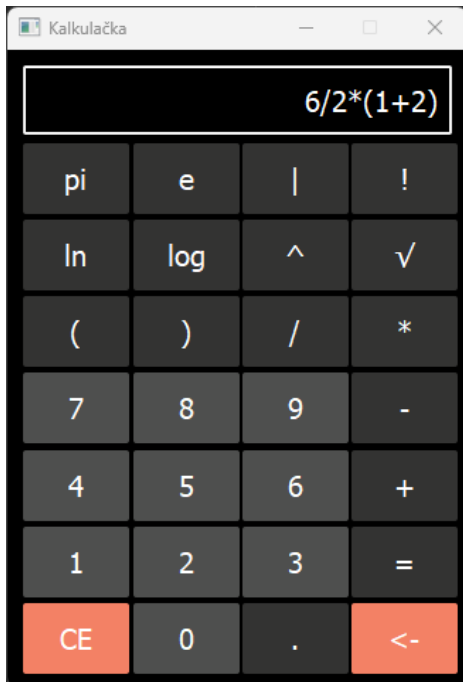 Kalkulačka
6/2*(1+2)
pi e | !
ln log ^ √
( ) / *
7 8 9 -
4 5 6 +
1 2 3 =
CE 0 . <-